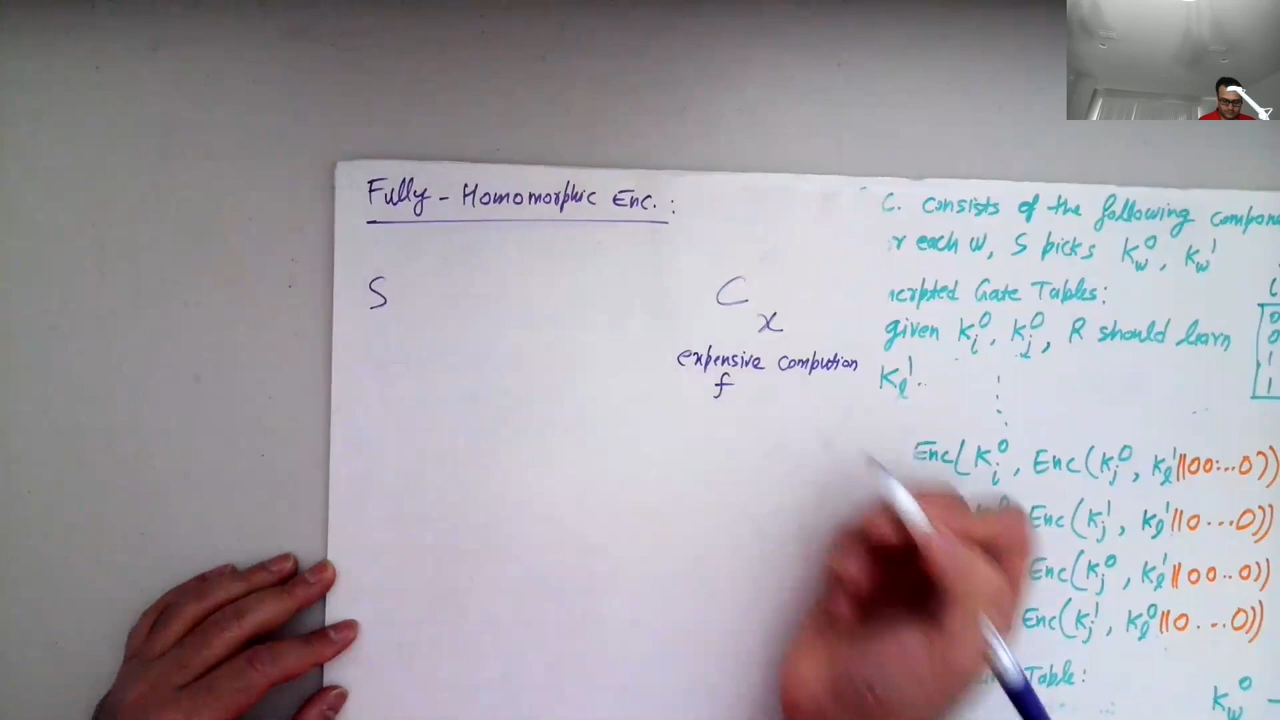 Fully - Homomorphic Enc. :
S C
x
expensive compution
f
C. consists of the following
r each w, S picks K_w^0, K_w^1
Gate Tables:
given K_i^0, K_j^0, R should learn
K_l^1..
Enc(K_i^0, Enc(K_j^0, K_l^1||00...0))
Enc(K_j^1, K_l^1||0...0))
Enc(K_j^0, K_l^1||00..0))
Enc(K_j^1, K_l^0||0...0))
Table:
K_w^0